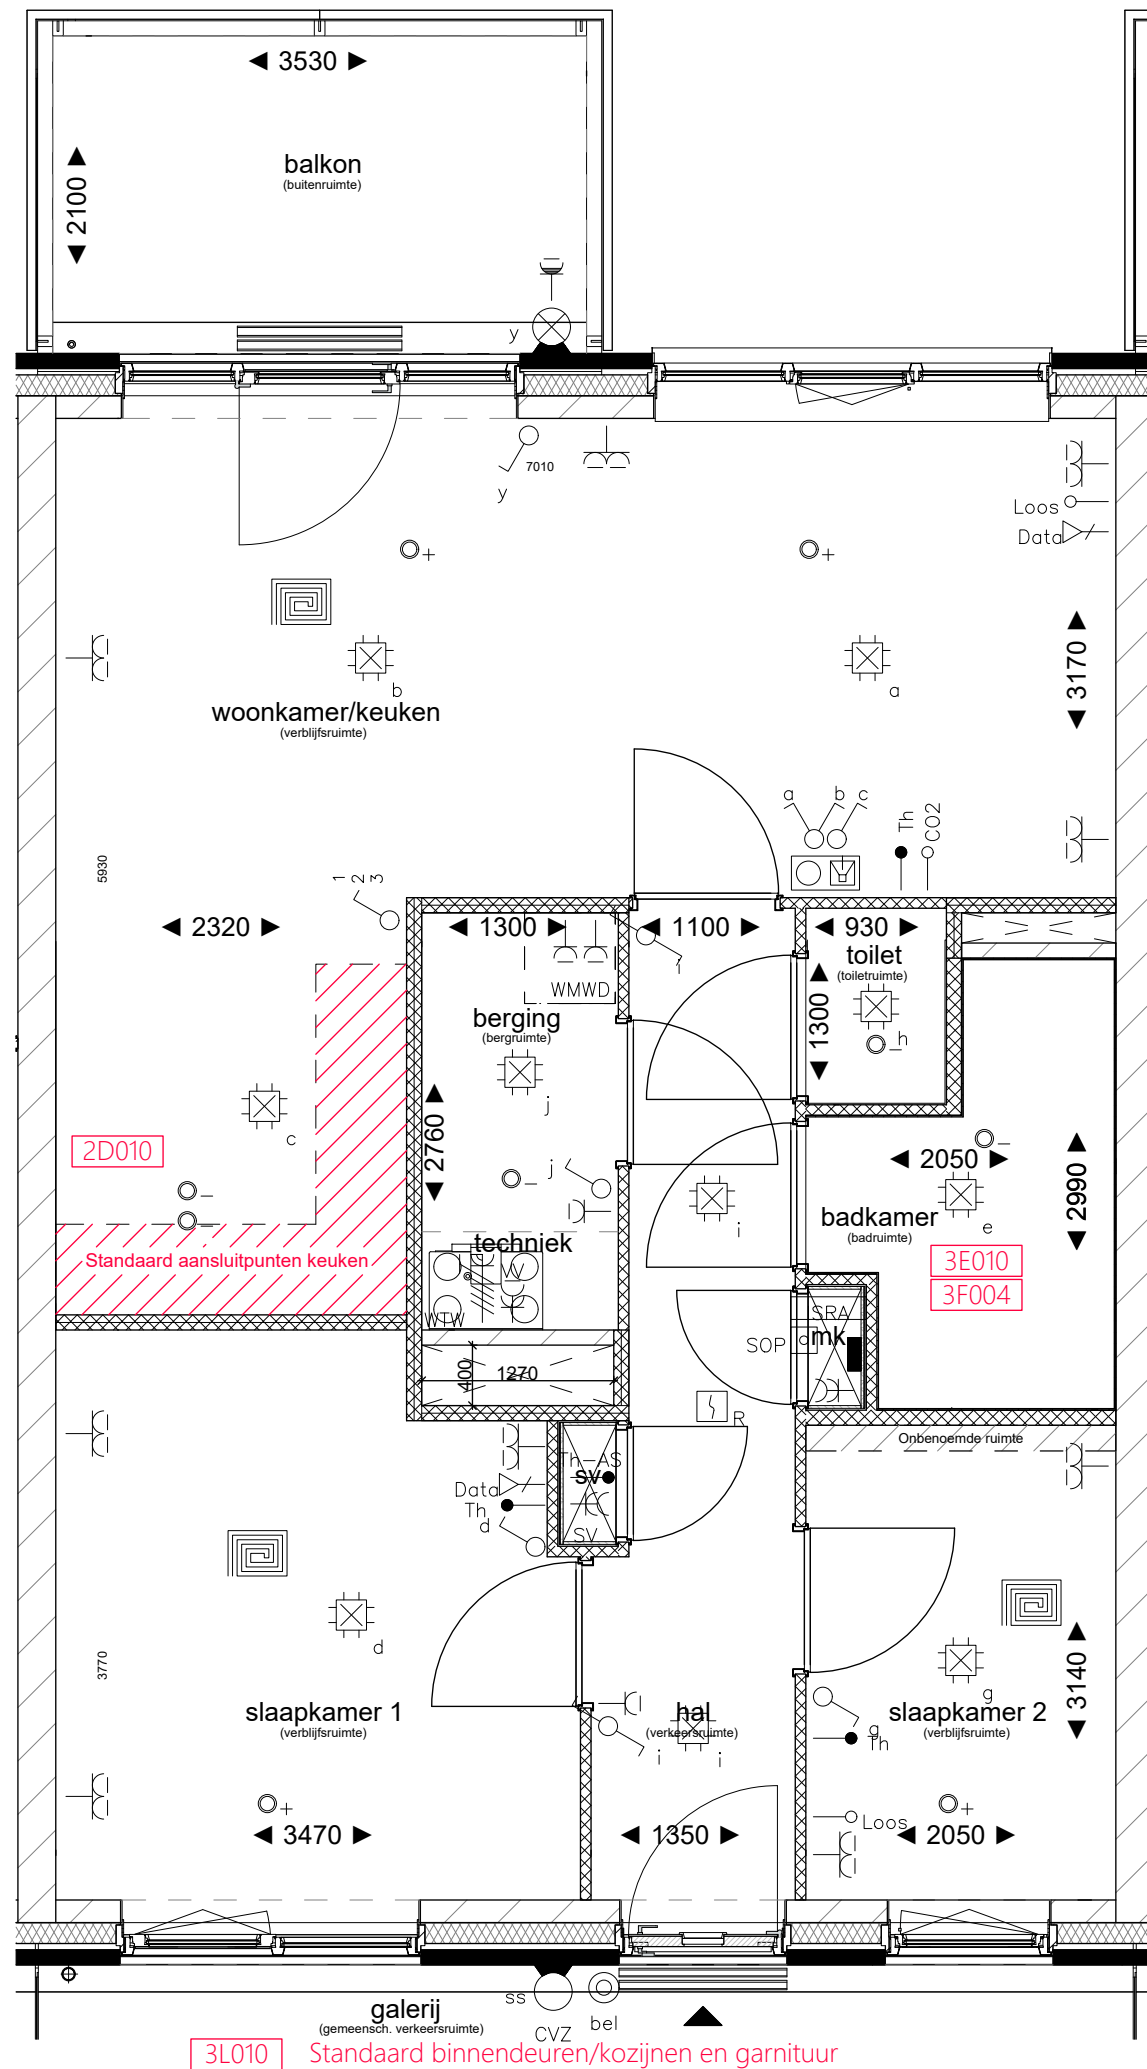 3530
balkon
(buitenruimte)
2100
y
y
7010
Loos
Data
b
a
woonkamer/keuken
(verblijfsruimte)
3170
a
b
c
Th
CO2
5930
1
2
3
2320
1300
1100
930
toilet
(toiletruimte)
i
WMWD
1300
berging
(bergruimte)
h
j
c
2D010
2760
2050
2990
j
i
badkamer
(badruimte)
e
techniek
Standaard aansluitpunten keuken
3E010
3F004
WTW
SRA
SOP
mk
400
1270
R
Onbenoemde ruimte
Th-AS
sv
Data
Th
d
SV
d
3770
g
3140
slaapkamer 1
(verblijfsruimte)
hal
(verkeersruimte)
slaapkamer 2
(verblijfsruimte)
g
Th
i
i
Loos
3470
1350
2050
ss
galerij
(gemeensch. verkeersruimte)
CVZ
bel
3L010 Standaard binnendeuren/kozijnen en garnituur